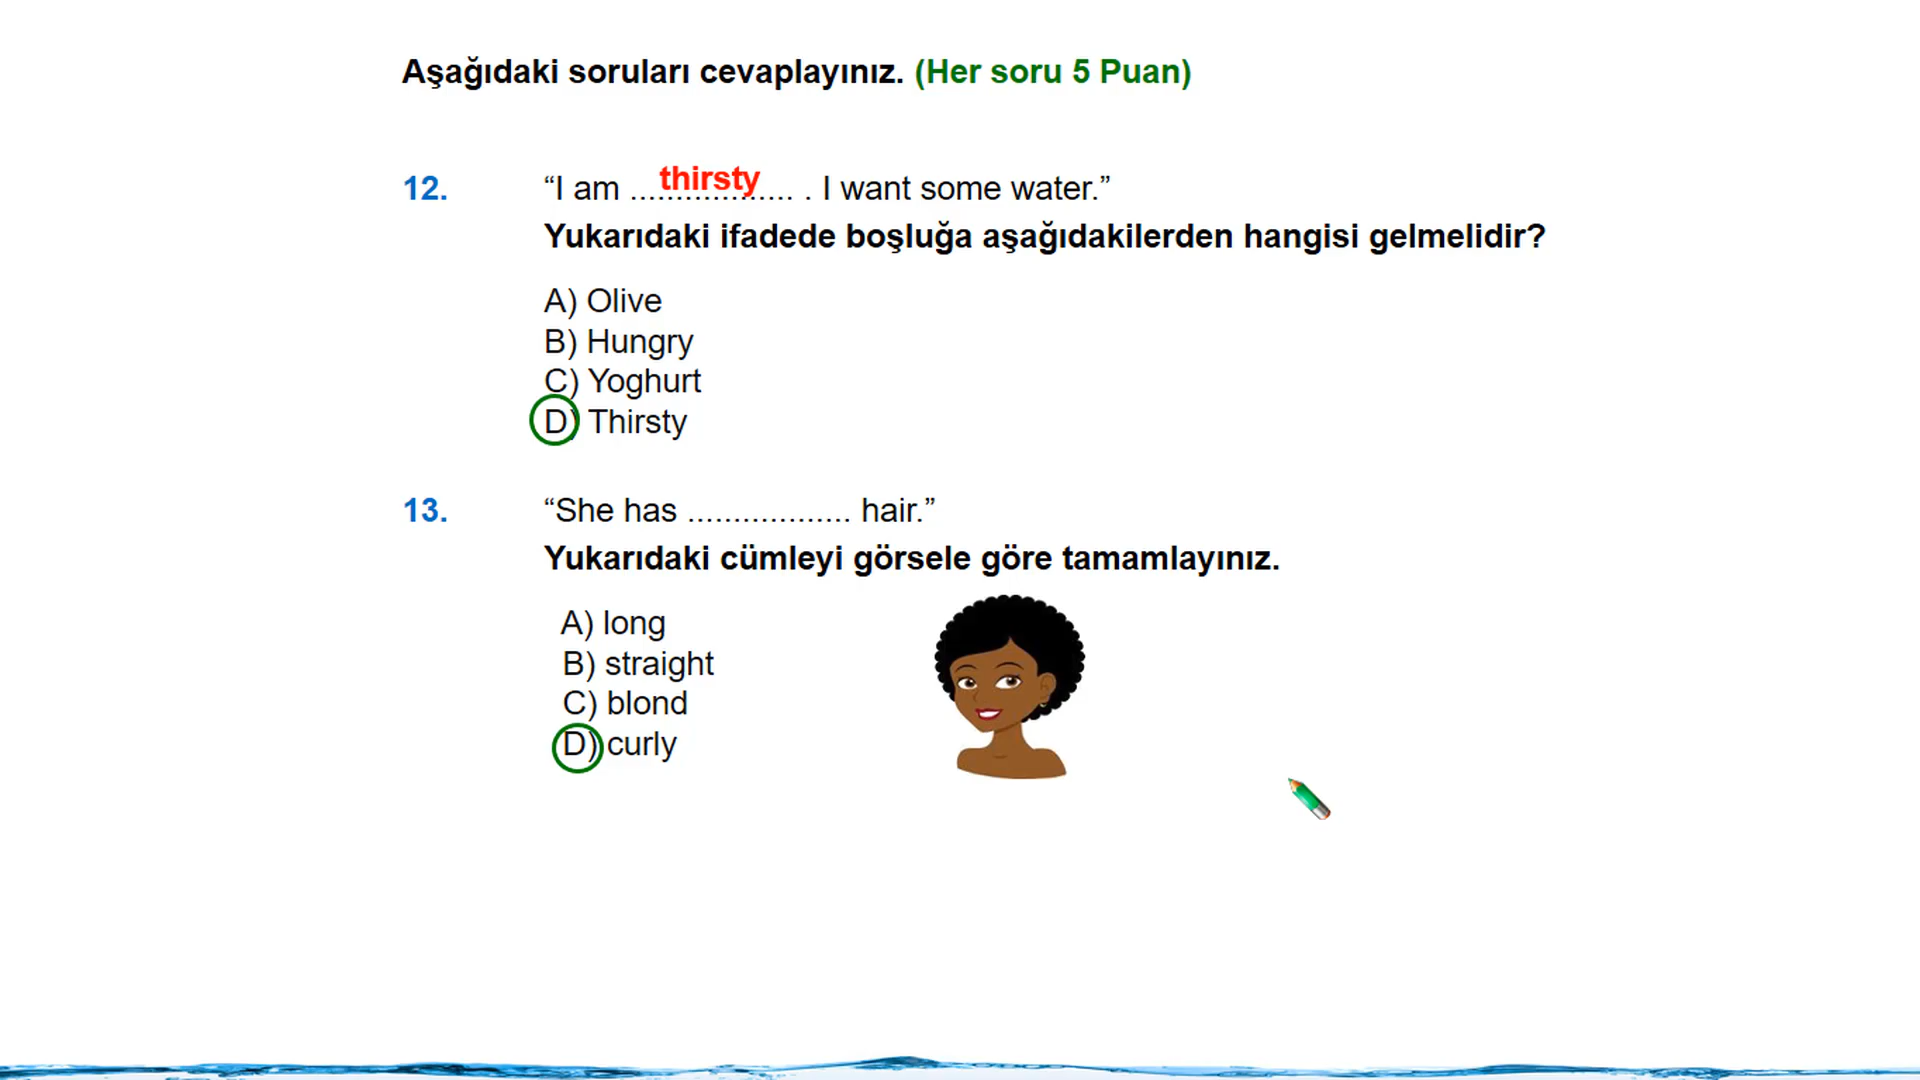 Aşağıdaki soruları cevaplayınız. (Her soru 5 Puan)
12. “I am .................. . I want some water.”
thirsty
Yukarıdaki ifadede boşluğa aşağıdakilerden hangisi gelmelidir?
A) Olive
B) Hungry
C) Yoghurt
D) Thirsty
13. “She has .................. hair.”
Yukarıdaki cümleyi görsele göre tamamlayınız.
A) long
B) straight
C) blond
D) curly